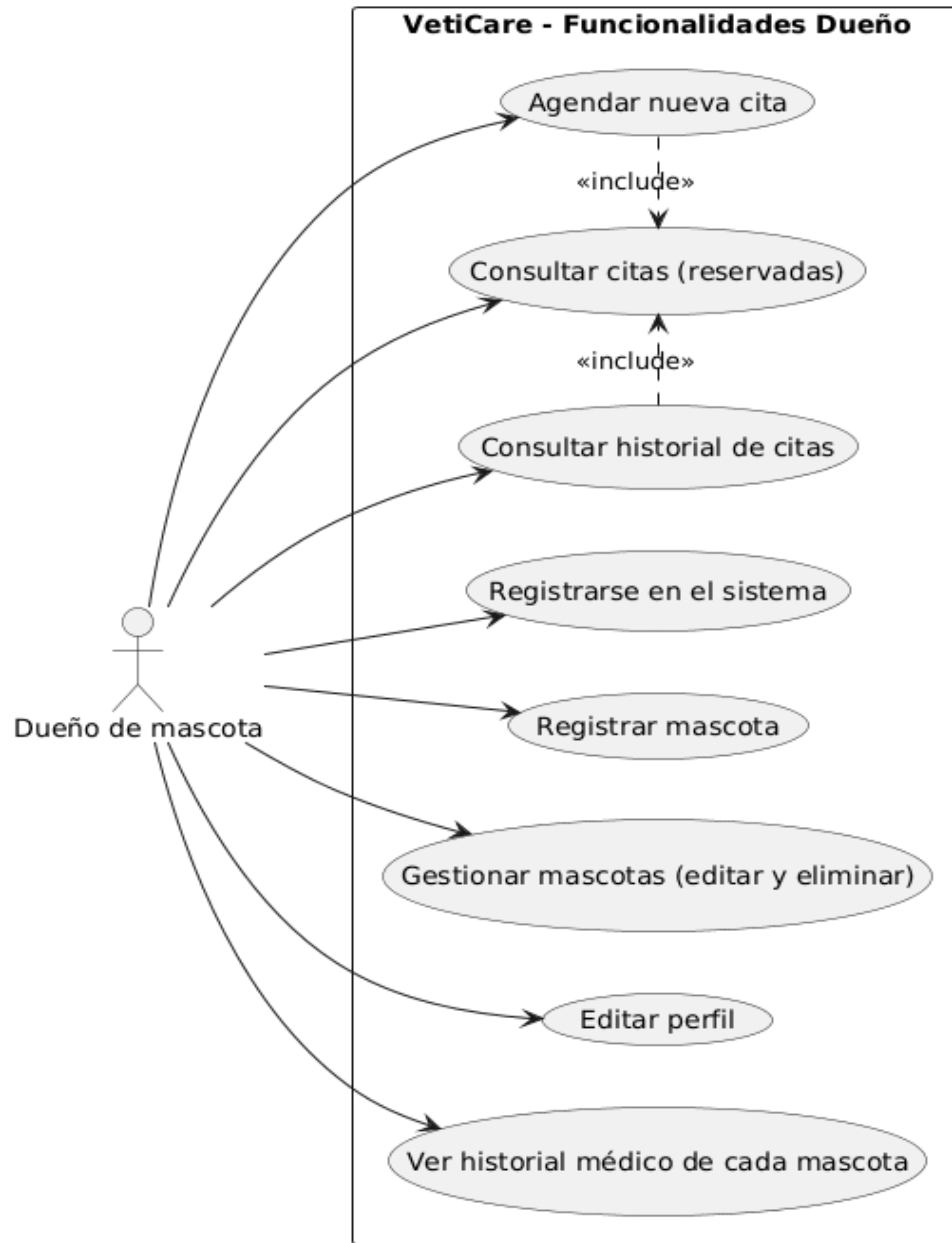 VetiCare - Funcionalidades Dueño
Agendar nueva cita
«include»
Consultar citas (reservadas)
«include»
Consultar historial de citas
Registrarse en el sistema
Registrar mascota
Dueño de mascota
Gestionar mascotas (editar y eliminar)
Editar perfil
Ver historial médico de cada mascota